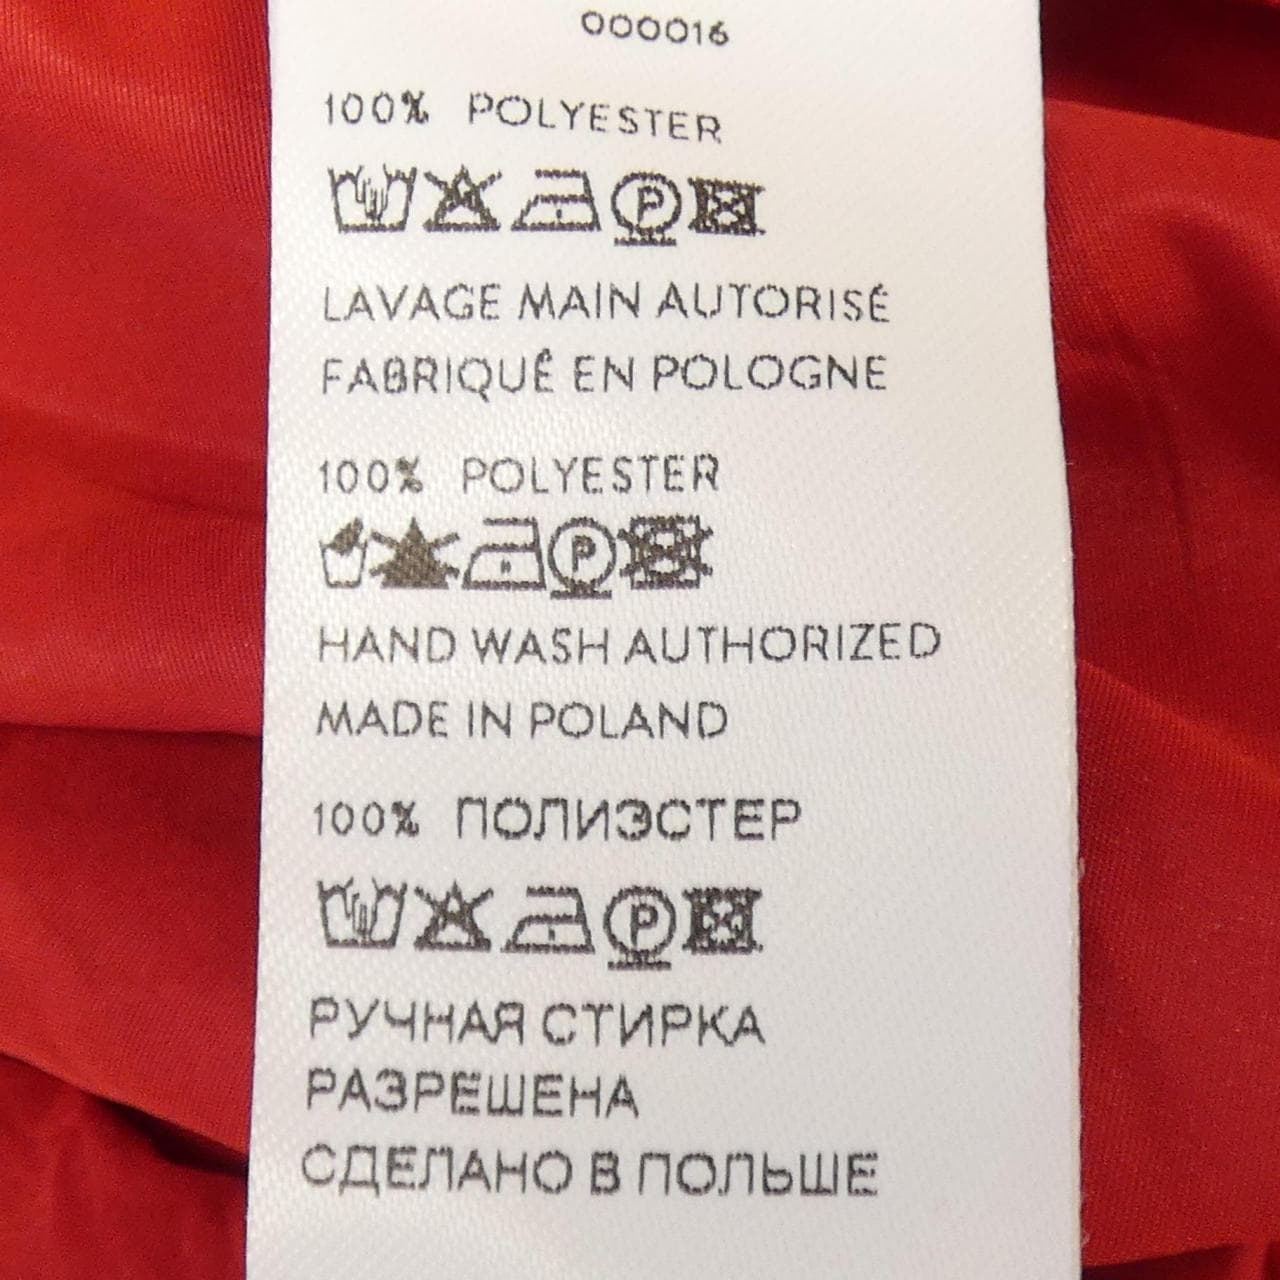 000016
100% POLYESTER
P
LAVAGE MAIN AUTORISÉ
FABRIQUÉ EN POLOGNE
100% POLYESTER
P
HAND WASH AUTHORIZED
MADE IN POLAND
100% ПОЛИЭСТЕР
P
РУЧНАЯ СТИРКА
РАЗРЕШЕНА
СДЕЛАНО В ПОЛЬШЕ